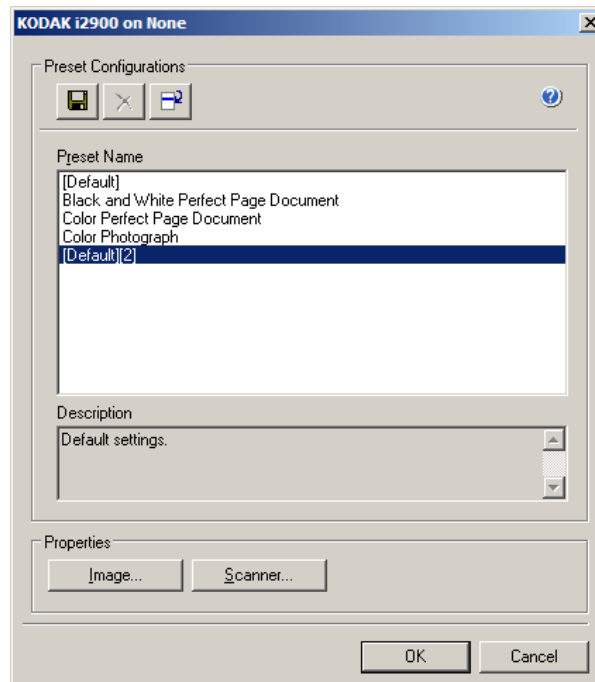 KODAK i2900 on None
Preset Configurations
Preset Name
[Default]
Black and White Perfect Page Document
Color Perfect Page Document
Color Photograph
[Default][2]
Description
Default settings.
Properties
Image... Scanner...
OK Cancel